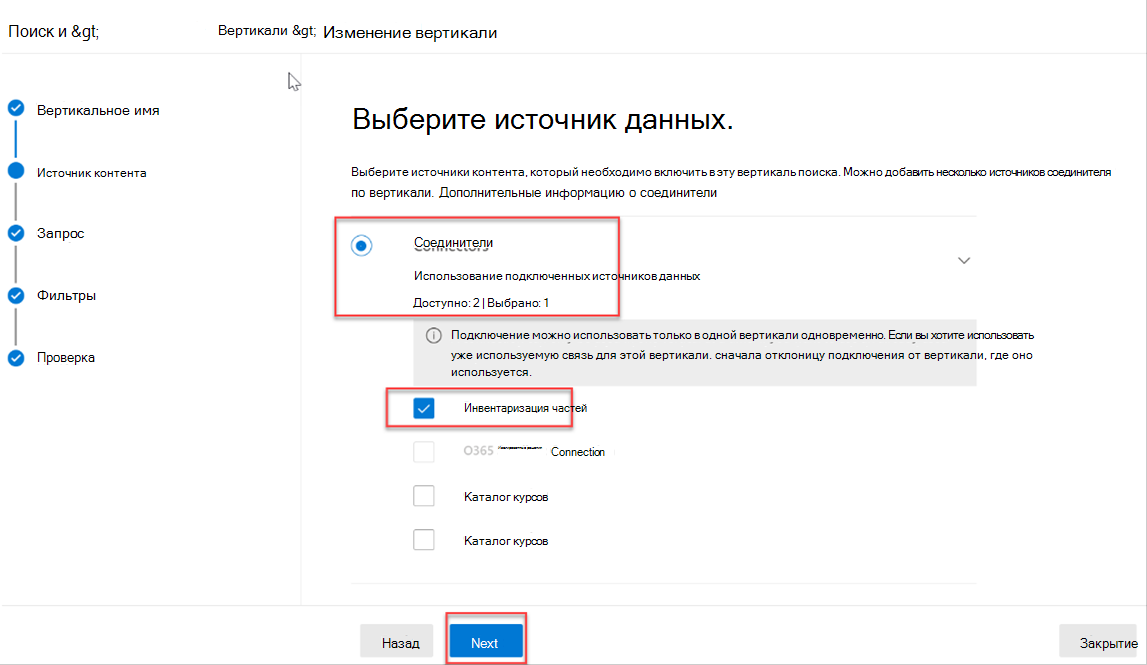 Поиск и &gt;
Вертикали &gt; Изменение вертикали
Вертикальное имя
Источник контента
Запрос
Фильтры
Проверка
Выберите источник данных.
Выберите источники контента, который необходимо включить в эту вертикаль поиска. Можно добавить несколько источников соединителя
по вертикали. Дополнительные информацию о соединители
Соединители
Connectors
Использование подключенных источников данных
Доступно: 2 | Выбрано: 1
Подключение можно использовать только в одной вертикали одновременно. Если вы хотите использовать
уже используемую связь для этой вертикали. сначала отклоницу подключения от вертикали, где оно
используется.
Инвентаризация частей
O365 Connection
Каталог курсов
Каталог курсов
Назад
Next
Закрытие